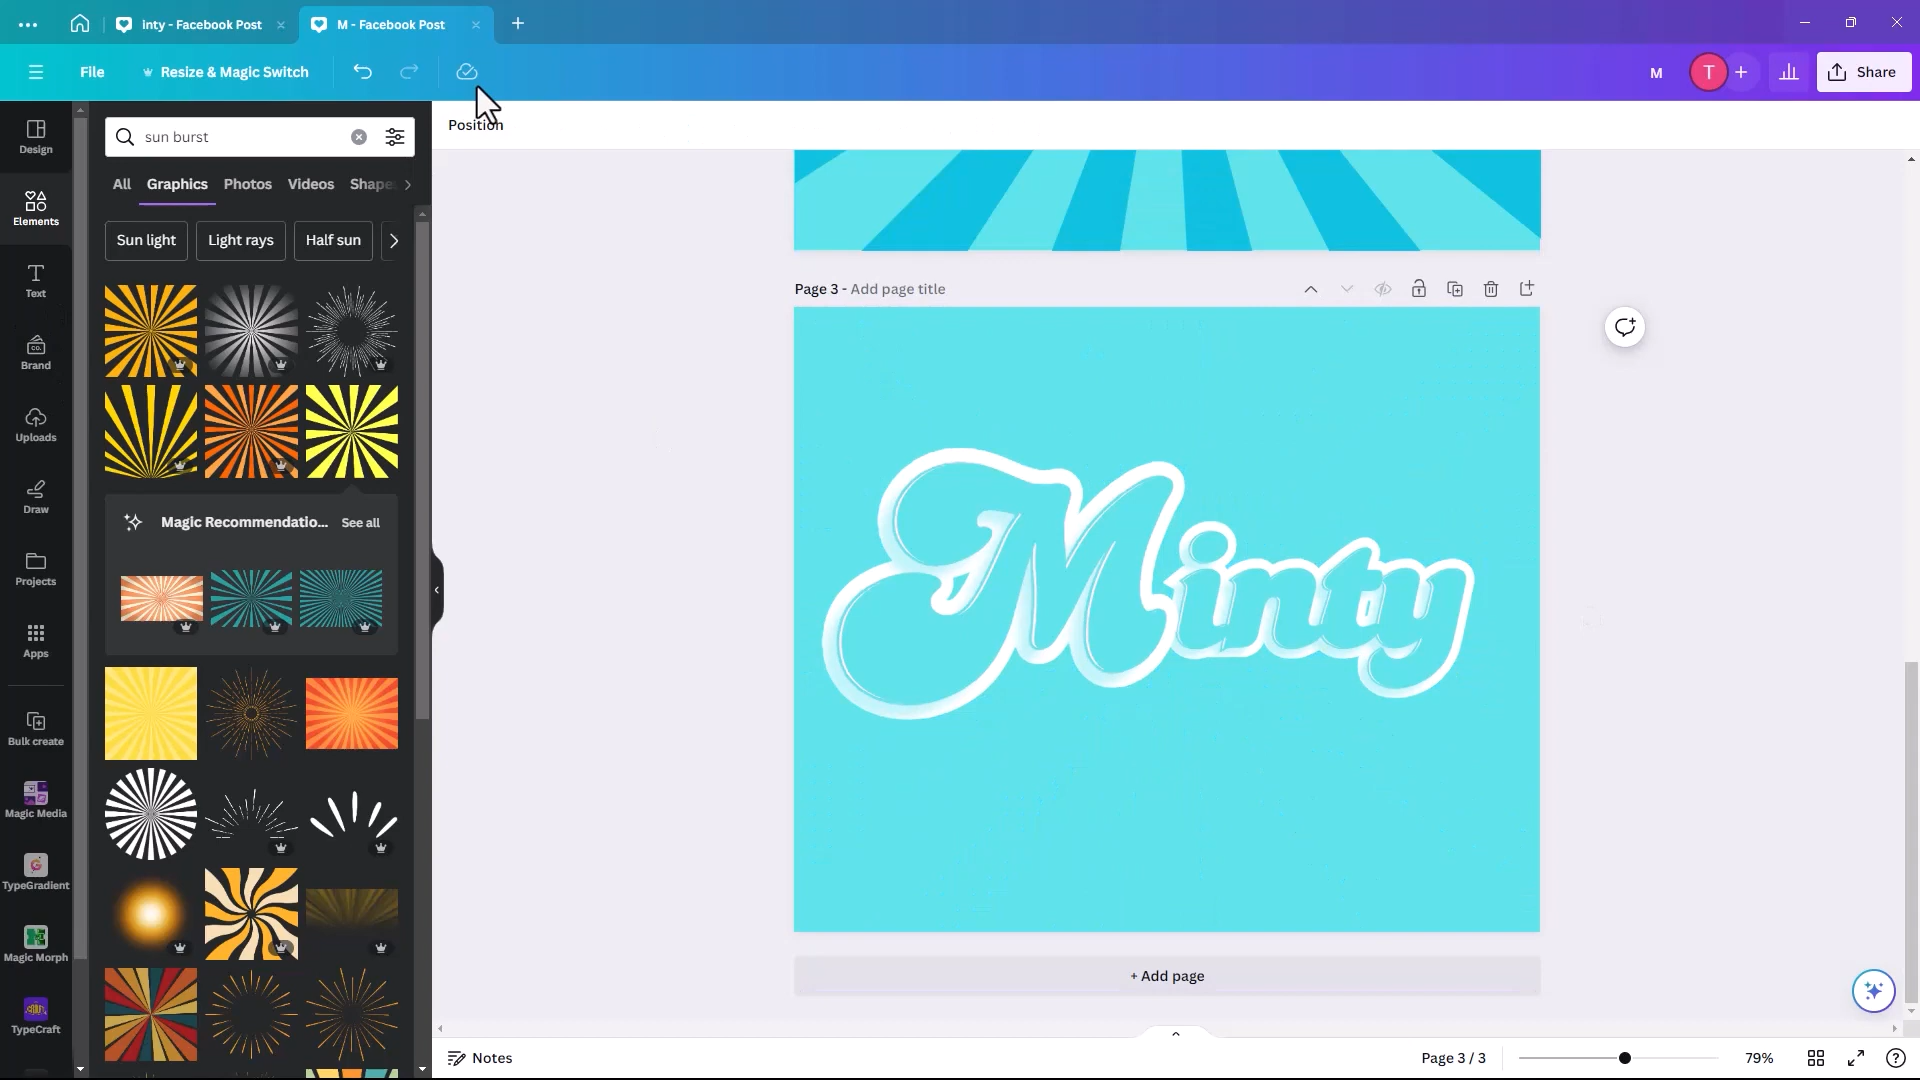 inty - Facebook Post
M - Facebook Post
File
Resize & Magic Switch
M
T
Share
Design
Elements
Text
Brand
CO.
Uploads
Draw
Projects
Apps
Bulk create
Magic Media
TypeGradient
Magic Morph
TypeCraft
sun burst
All
Graphics
Photos
Videos
Shape
Sun light
Light rays
Half sun
Magic Recommendatio...
See all
Position
Page 3 - Add page title
Minty
+ Add page
Notes
Page 3 / 3
79%